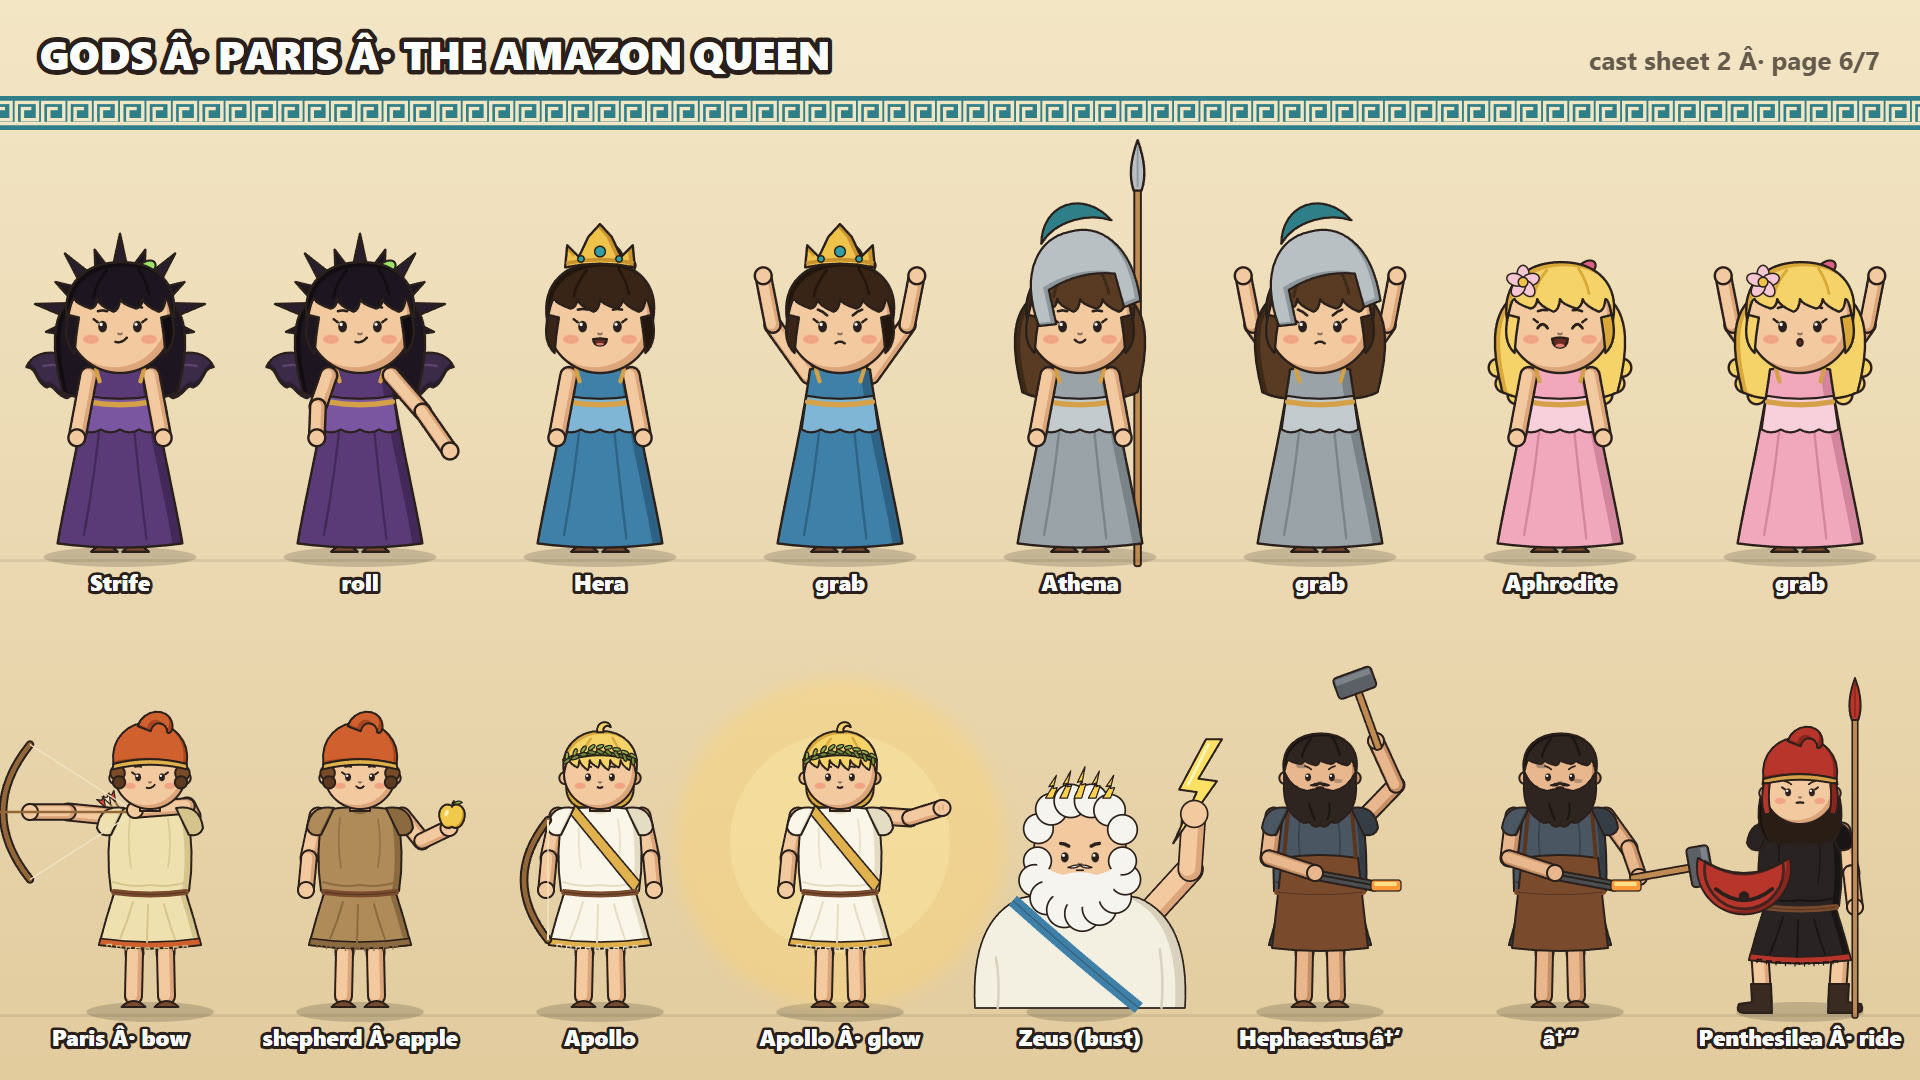 GODS Â· PARIS Â· THE AMAZON QUEEN
cast sheet 2 Â· page 6/7
Strife
roll
Hera
grab
Athena
grab
Aphrodite
grab
Paris Â· bow
shepherd Â· apple
Apollo
Apollo Â· glow
Zeus (bust)
Hephaestus â†‘
â†“
Penthesilea Â· ride